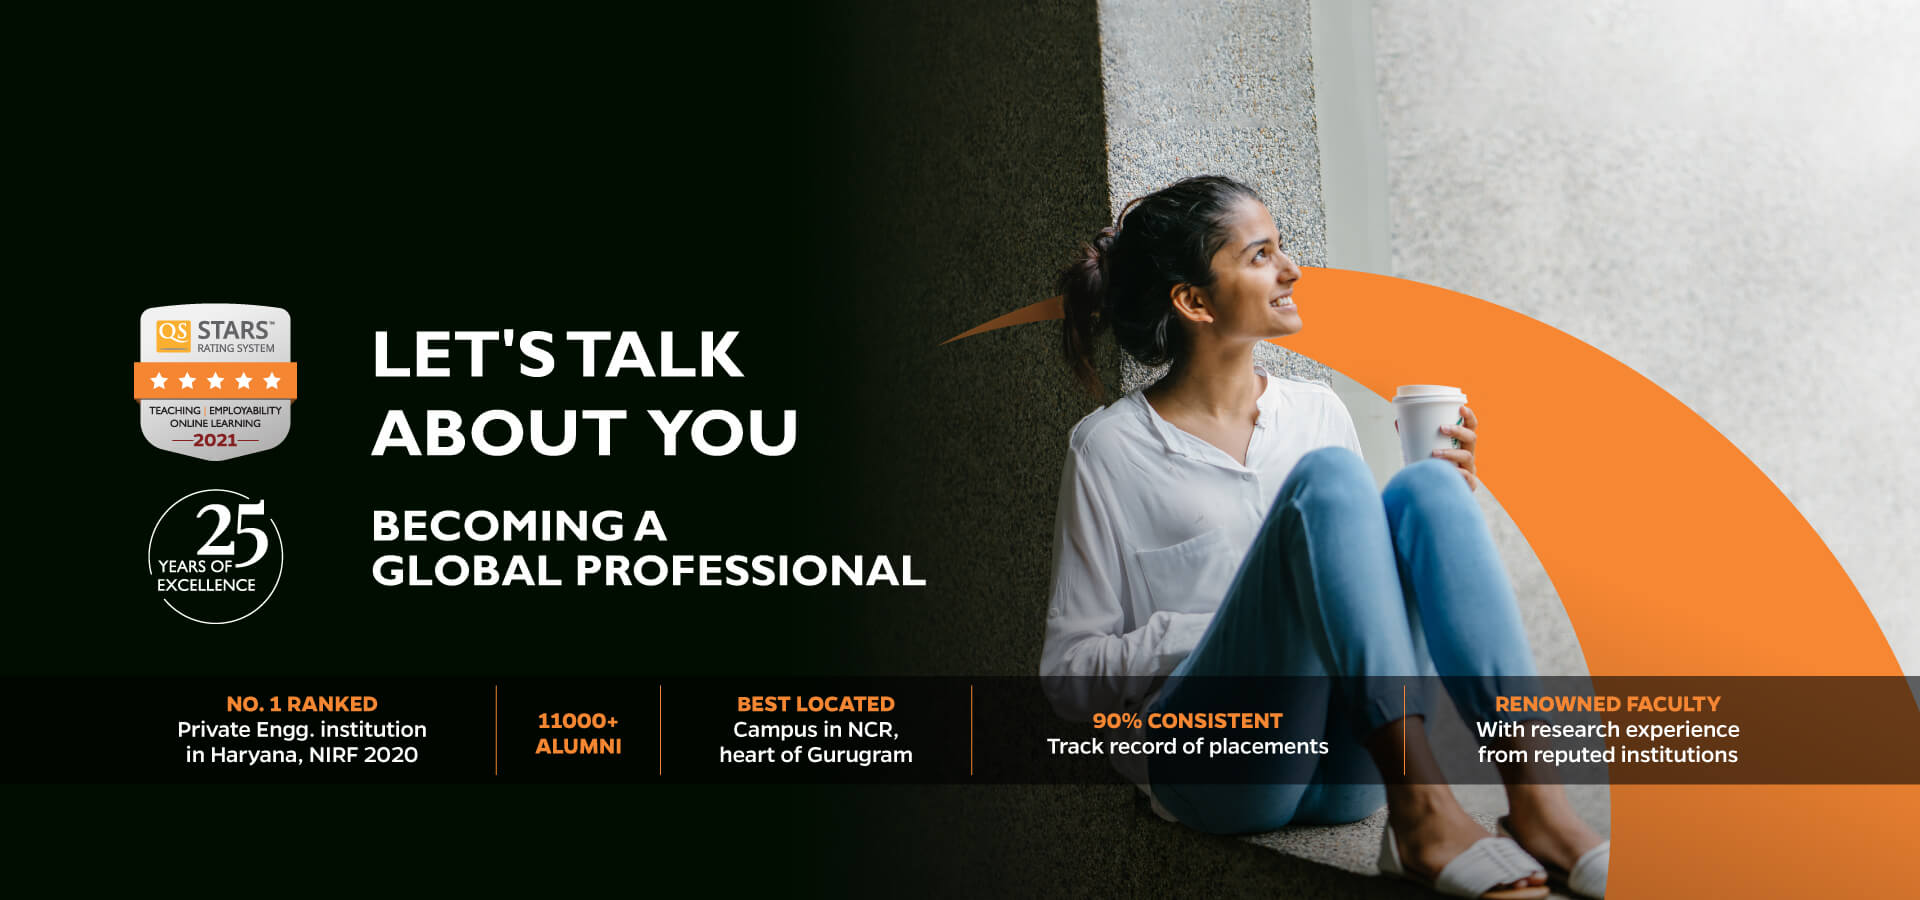 QS STARS™
RATING SYSTEM
TEACHING | EMPLOYABILITY
ONLINE LEARNING
2021
25
YEARS OF
EXCELLENCE
LET'S TALK
ABOUT YOU
BECOMING A
GLOBAL PROFESSIONAL
NO. 1 RANKED
Private Engg. institution
in Haryana, NIRF 2020
11000+
ALUMNI
BEST LOCATED
Campus in NCR,
heart of Gurugram
90% CONSISTENT
Track record of placements
RENOWNED FACULTY
With research experience
from reputed institutions